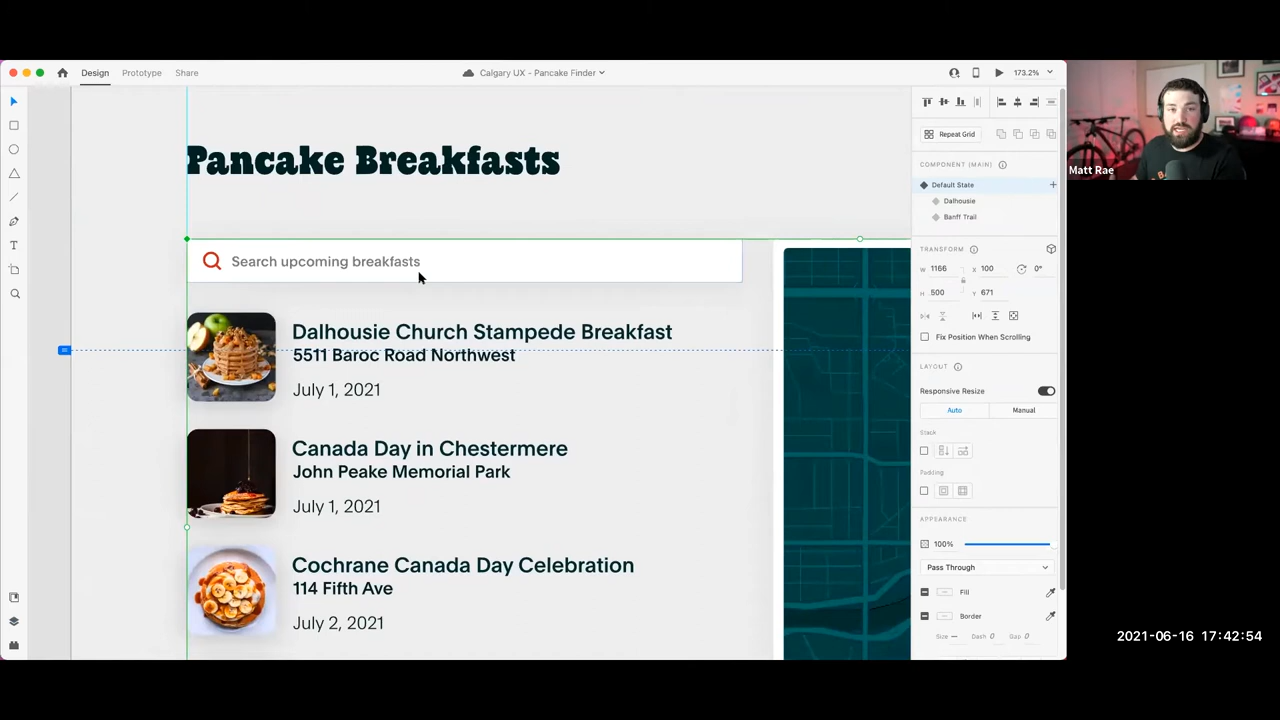 Design Prototype Share
Calgary UX - Pancake Finder
173.2%
Pancake Breakfasts
Search upcoming breakfasts
Dalhousie Church Stampede Breakfast
5511 Baroc Road Northwest
July 1, 2021
Canada Day in Chestermere
John Peake Memorial Park
July 1, 2021
Cochrane Canada Day Celebration
114 Fifth Ave
July 2, 2021
Repeat Grid
COMPONENT (MAIN)
Default State
Dalhousie
Banff Trail
TRANSFORM
W 1166 X 100 0°
H 500 Y 671
Fix Position When Scrolling
LAYOUT
Responsive Resize
Auto Manual
Stack
Padding
APPEARANCE
100%
Pass Through
Fill
Border
Size Dash 0 Gap 0
Matt Rae
2021-06-16 17:42:54